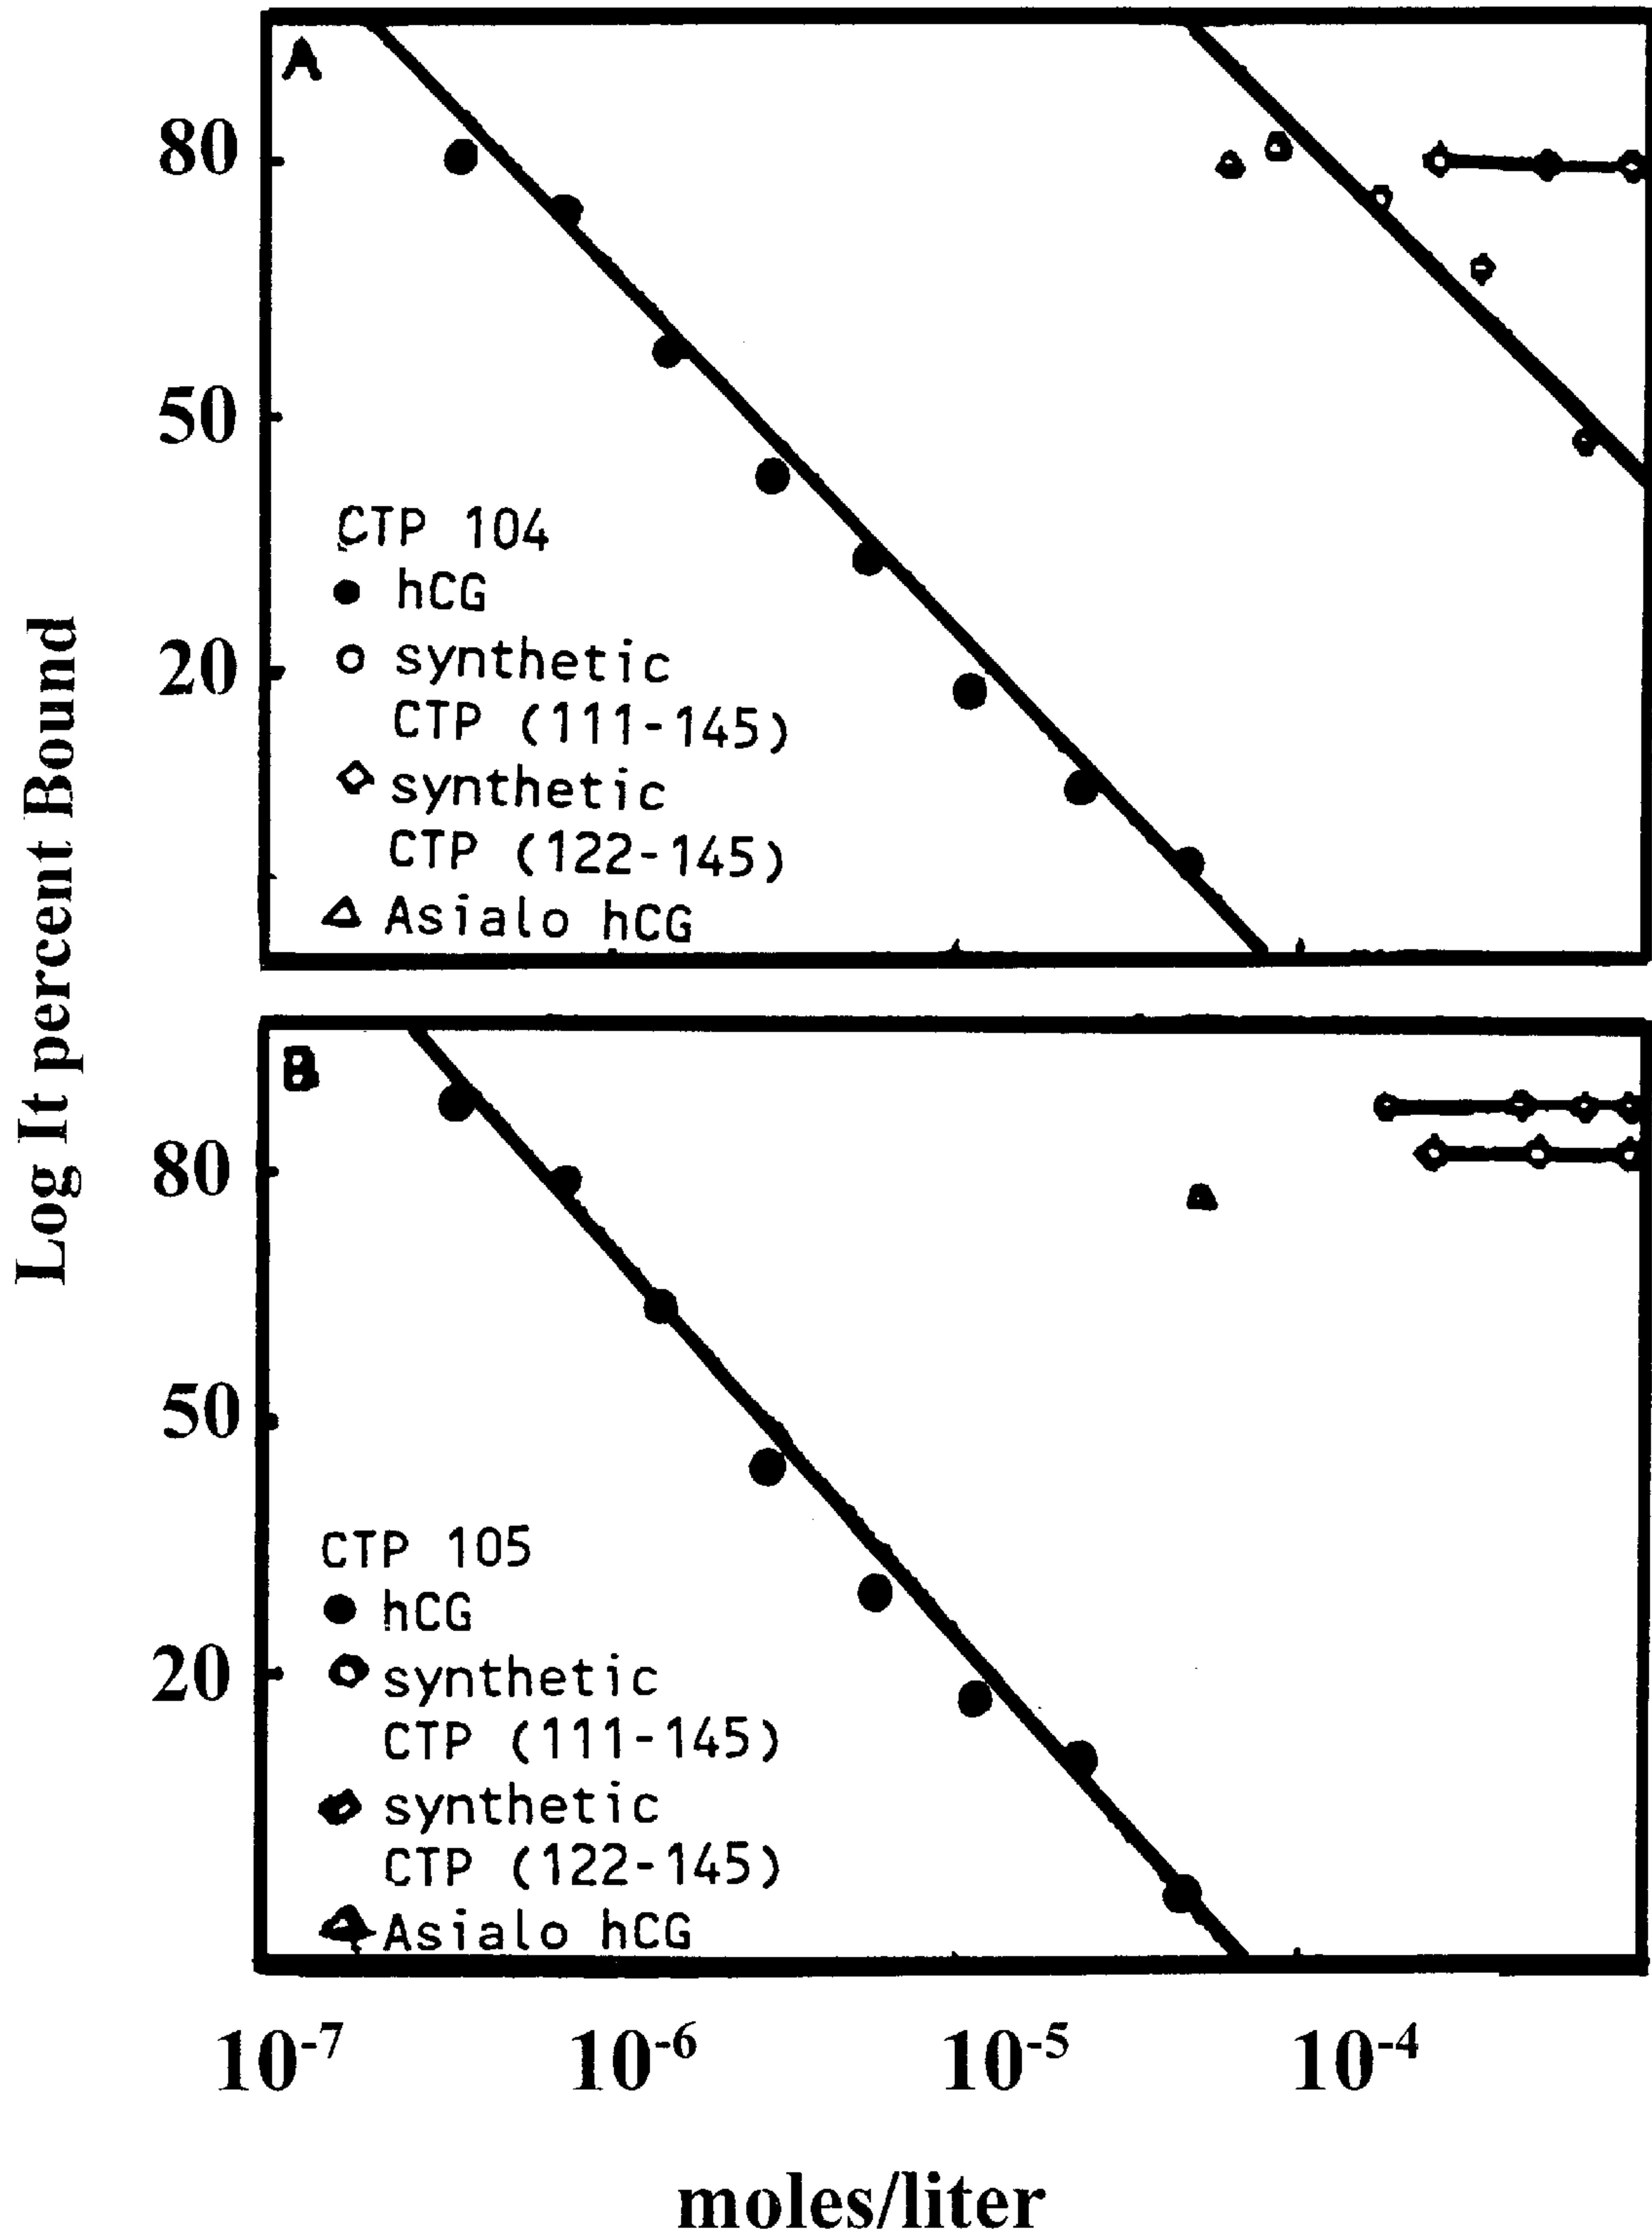 Log It percent Bound
A
80
50
20
CTP 104
hCG
synthetic
CTP (111-145)
synthetic
CTP (122-145)
Asialo hCG
B
80
50
20
CTP 105
hCG
synthetic
CTP (111-145)
synthetic
CTP (122-145)
Asialo hCG
10-7 10-6 10-5 10-4
moles/liter